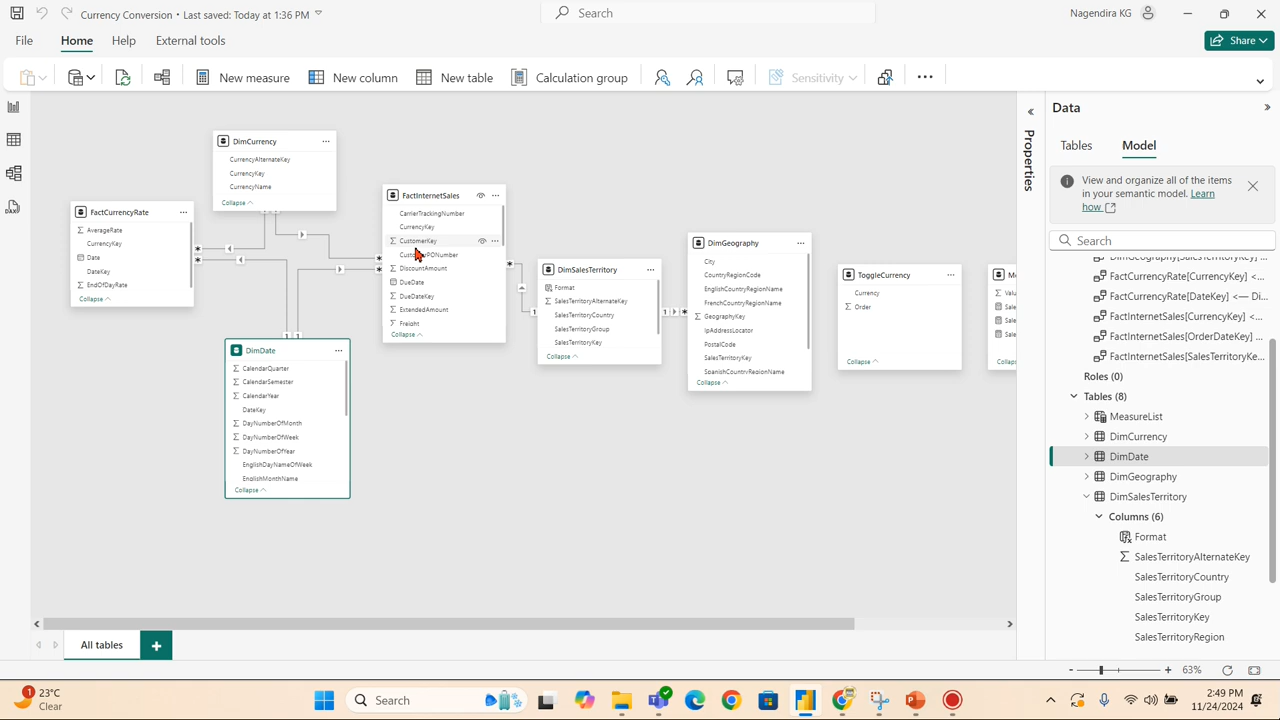 Currency Conversion • Last saved: Today at 1:36 PM
Search
Nagendira KG
File
Home
Help
External tools
Share
New measure
New column
New table
Calculation group
Sensitivity
DimCurrency
CurrencyAlternateKey
CurrencyKey
CurrencyName
Collapse
FactCurrencyRate
AverageRate
CurrencyKey
Date
DateKey
EndOfDayRate
Collapse
FactInternetSales
CarrierTrackingNumber
CurrencyKey
CustomerKey
DiscountAmount
DueDate
DueDateKey
ExtendedAmount
Freight
Collapse
DimDate
CalendarQuarter
CalendarSemester
CalendarYear
DateKey
DayNumberOfMonth
DayNumberOfWeek
DayNumberOfYear
EnglishDayNameOfWeek
EnglishMonthName
Collapse
DimSalesTerritory
Format
SalesTerritoryAlternateKey
SalesTerritoryCountry
SalesTerritoryGroup
SalesTerritoryKey
Collapse
DimGeography
City
CountryRegionCode
EnglishCountryRegionName
FrenchCountryRegionName
GeographyKey
IpAddressLocator
PostalCode
SalesTerritoryKey
SpanishCountryRegionName
Collapse
ToggleCurrency
Currency
Order
Collapse
Properties
Data
Tables
Model
View and organize all of the items
in your semantic model. Learn
how
Search
FactCurrencyRate[CurrencyKey] <...
FactCurrencyRate[DateKey] <— Di...
FactInternetSales[CurrencyKey] <...
FactInternetSales[OrderDateKey] ...
FactInternetSales[SalesTerritoryKe...
Roles (0)
Tables (8)
MeasureList
DimCurrency
DimDate
DimGeography
DimSalesTerritory
Columns (6)
Format
SalesTerritoryAlternateKey
SalesTerritoryCountry
SalesTerritoryGroup
SalesTerritoryKey
SalesTerritoryRegion
All tables
63%
23°C
Clear
Search
2:49 PM
11/24/2024